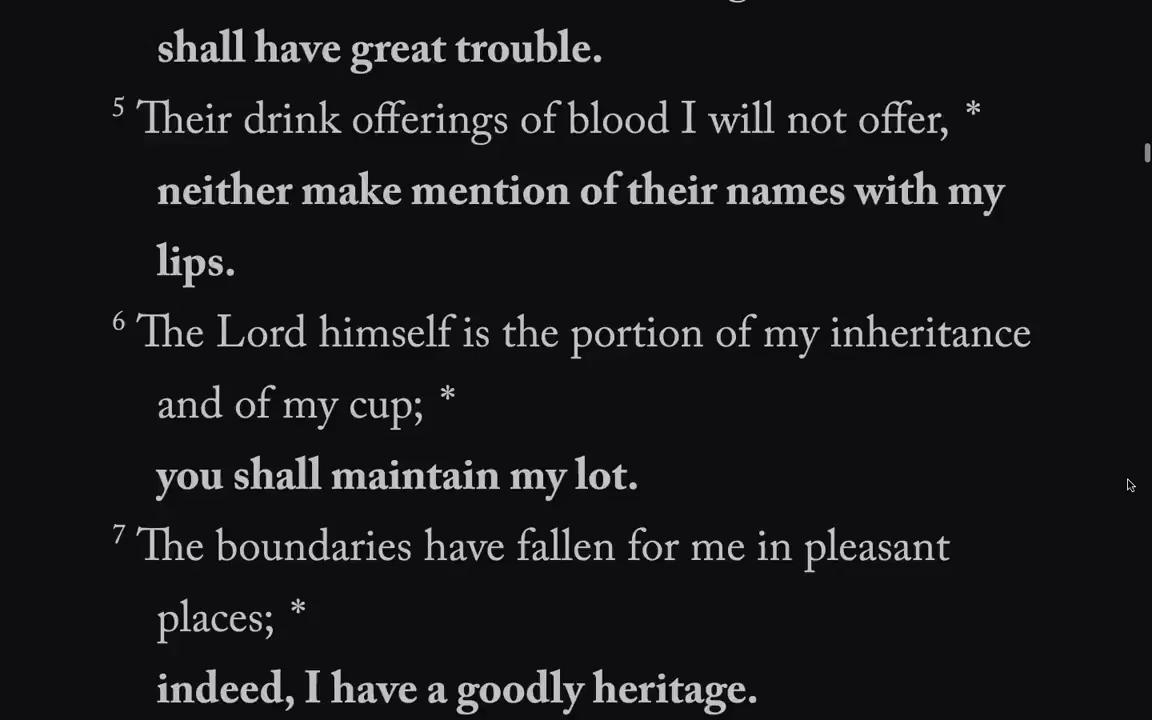 shall have great trouble.
5 Their drink offerings of blood I will not offer, *
neither make mention of their names with my
lips.
6 The Lord himself is the portion of my inheritance
and of my cup; *
you shall maintain my lot.
7 The boundaries have fallen for me in pleasant
places; *
indeed, I have a goodly heritage.